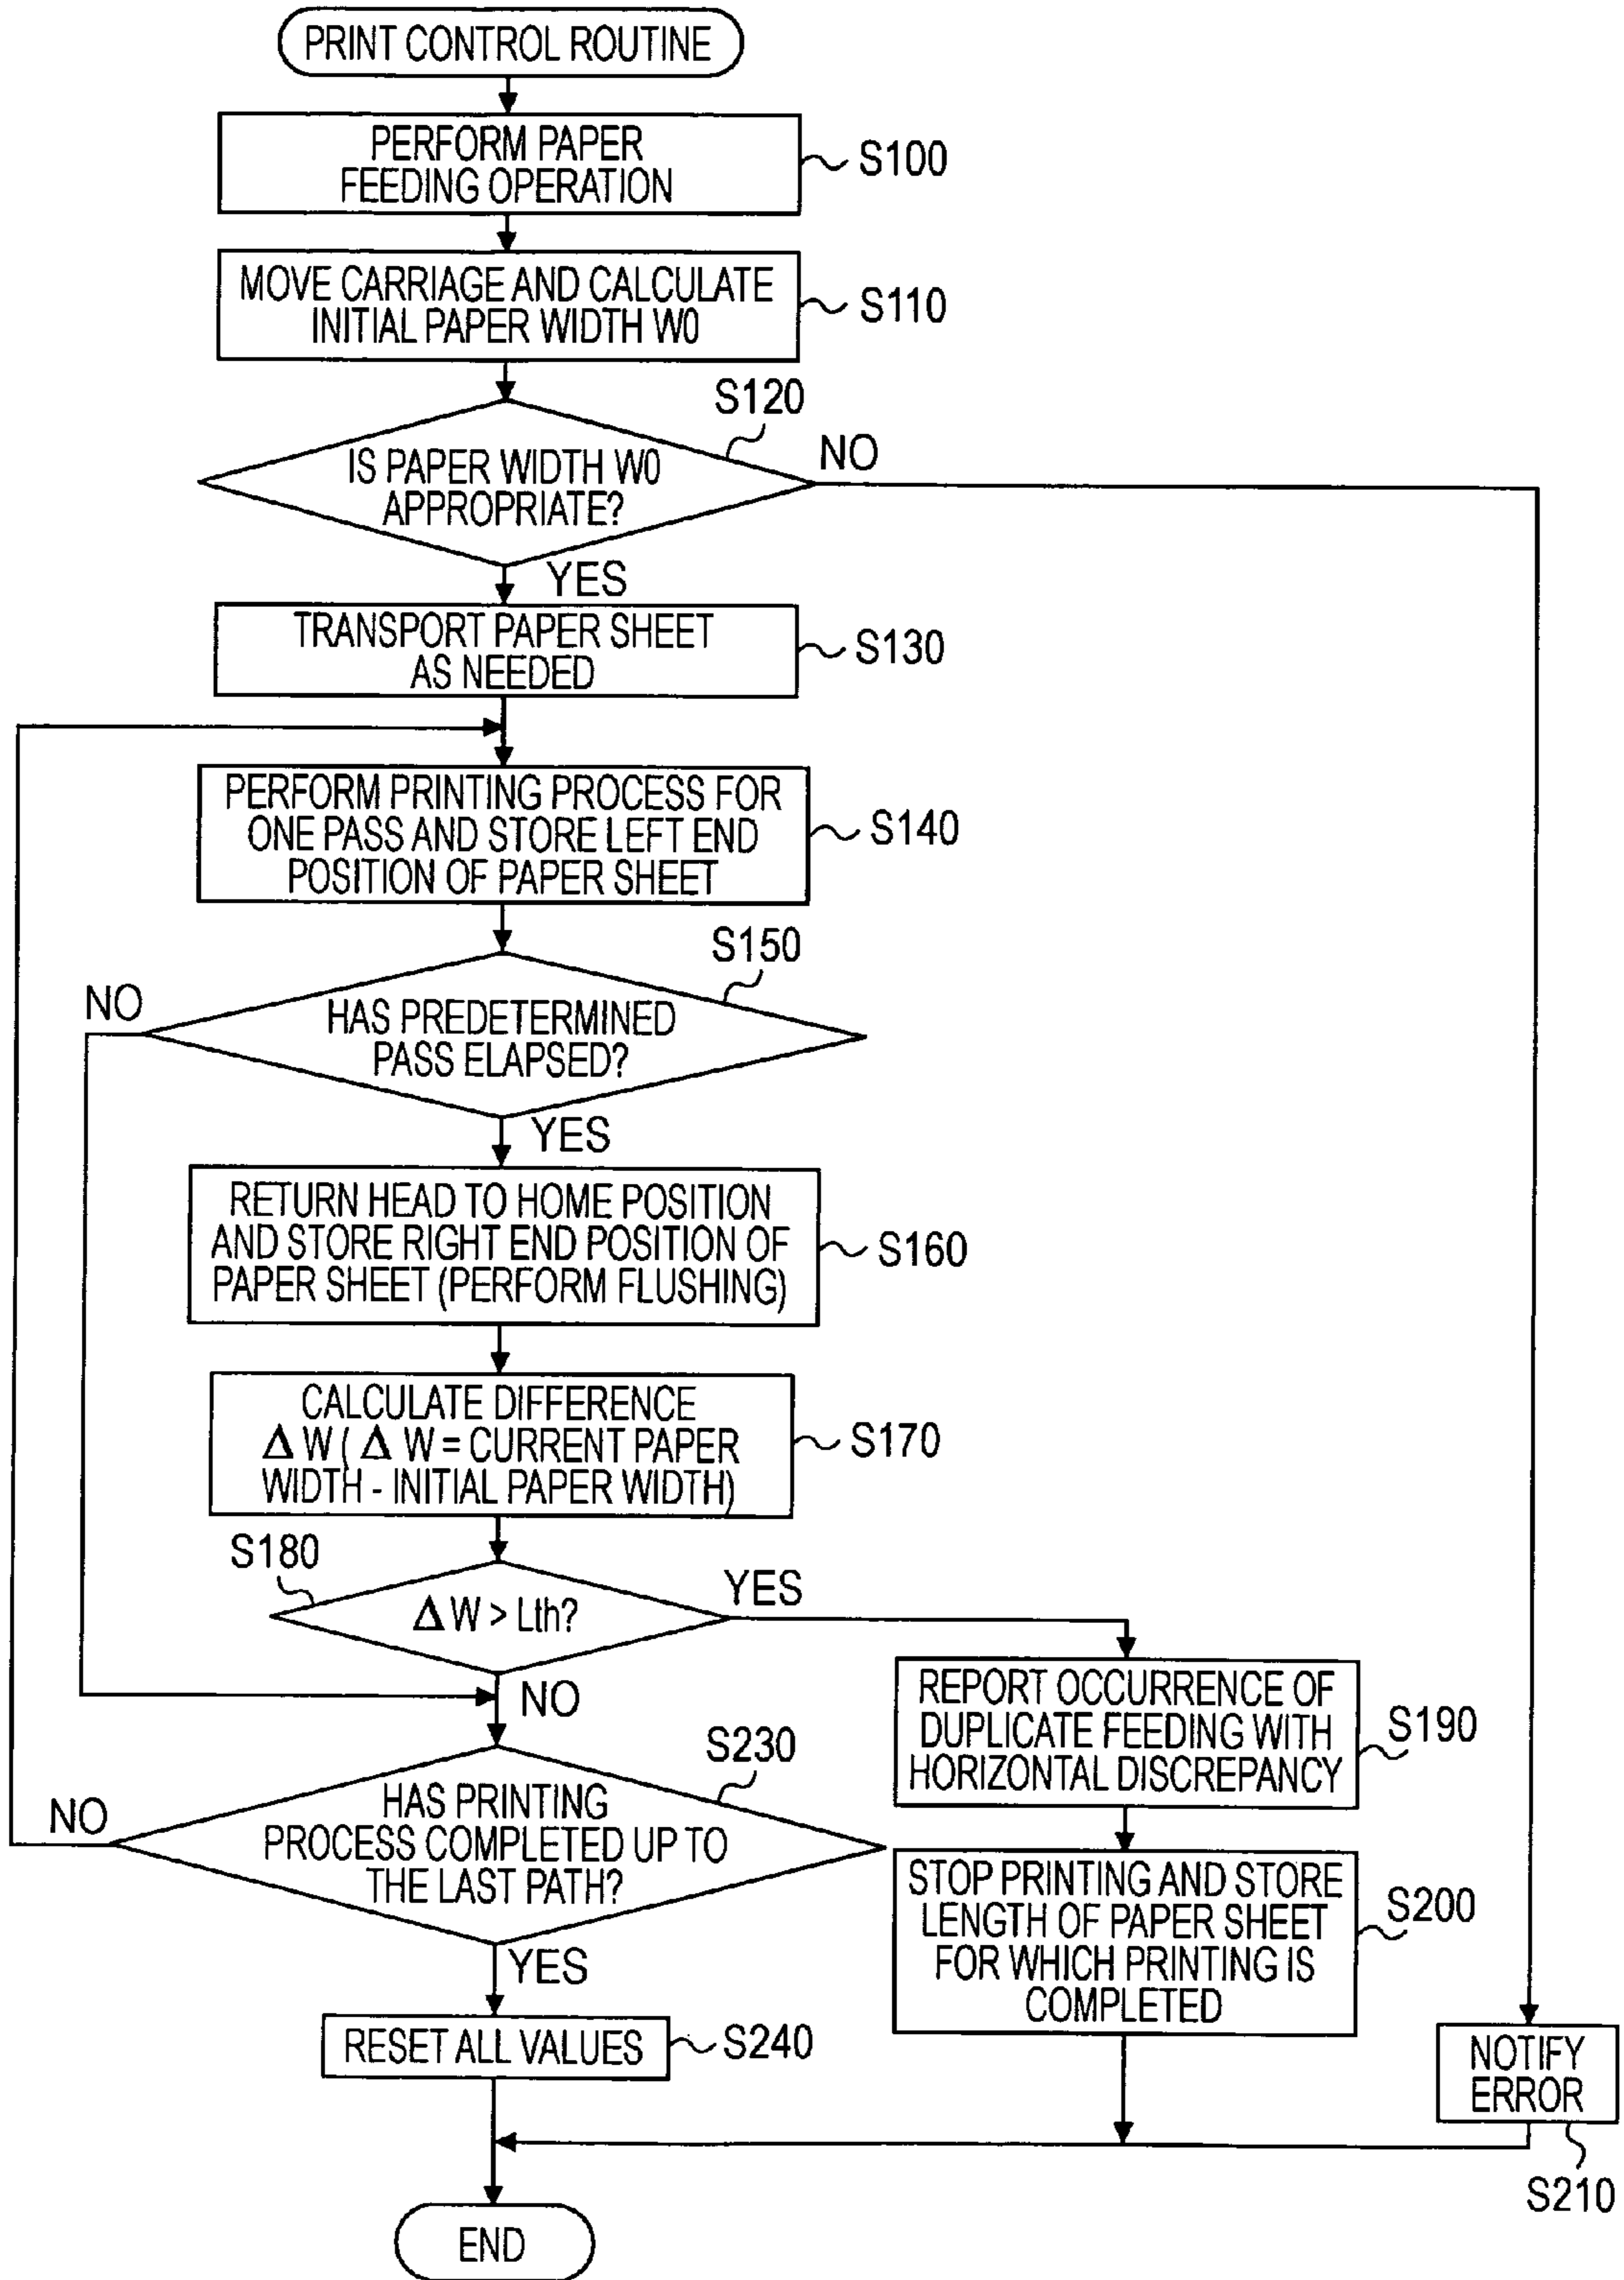 PRINT CONTROL ROUTINE
PERFORM PAPER
FEEDING OPERATION
S100
MOVE CARRIAGE AND CALCULATE
INITIAL PAPER WIDTH W0
S110
S120
IS PAPER WIDTH W0
APPROPRIATE?
NO
YES
TRANSPORT PAPER SHEET
AS NEEDED
S130
PERFORM PRINTING PROCESS FOR
ONE PASS AND STORE LEFT END
POSITION OF PAPER SHEET
S140
S150
NO
HAS PREDETERMINED
PASS ELAPSED?
YES
RETURN HEAD TO HOME POSITION
AND STORE RIGHT END POSITION OF
PAPER SHEET (PERFORM FLUSHING)
S160
CALCULATE DIFFERENCE
Δ W ( Δ W = CURRENT PAPER
WIDTH - INITIAL PAPER WIDTH)
S170
S180
Δ W > Lth?
YES
NO
REPORT OCCURRENCE OF
DUPLICATE FEEDING WITH
HORIZONTAL DISCREPANCY
S190
S230
NO
HAS PRINTING
PROCESS COMPLETED UP TO
THE LAST PATH?
YES
STOP PRINTING AND STORE
LENGTH OF PAPER SHEET
FOR WHICH PRINTING IS
COMPLETED
S200
RESET ALL VALUES
S240
NOTIFY
ERROR
S210
END